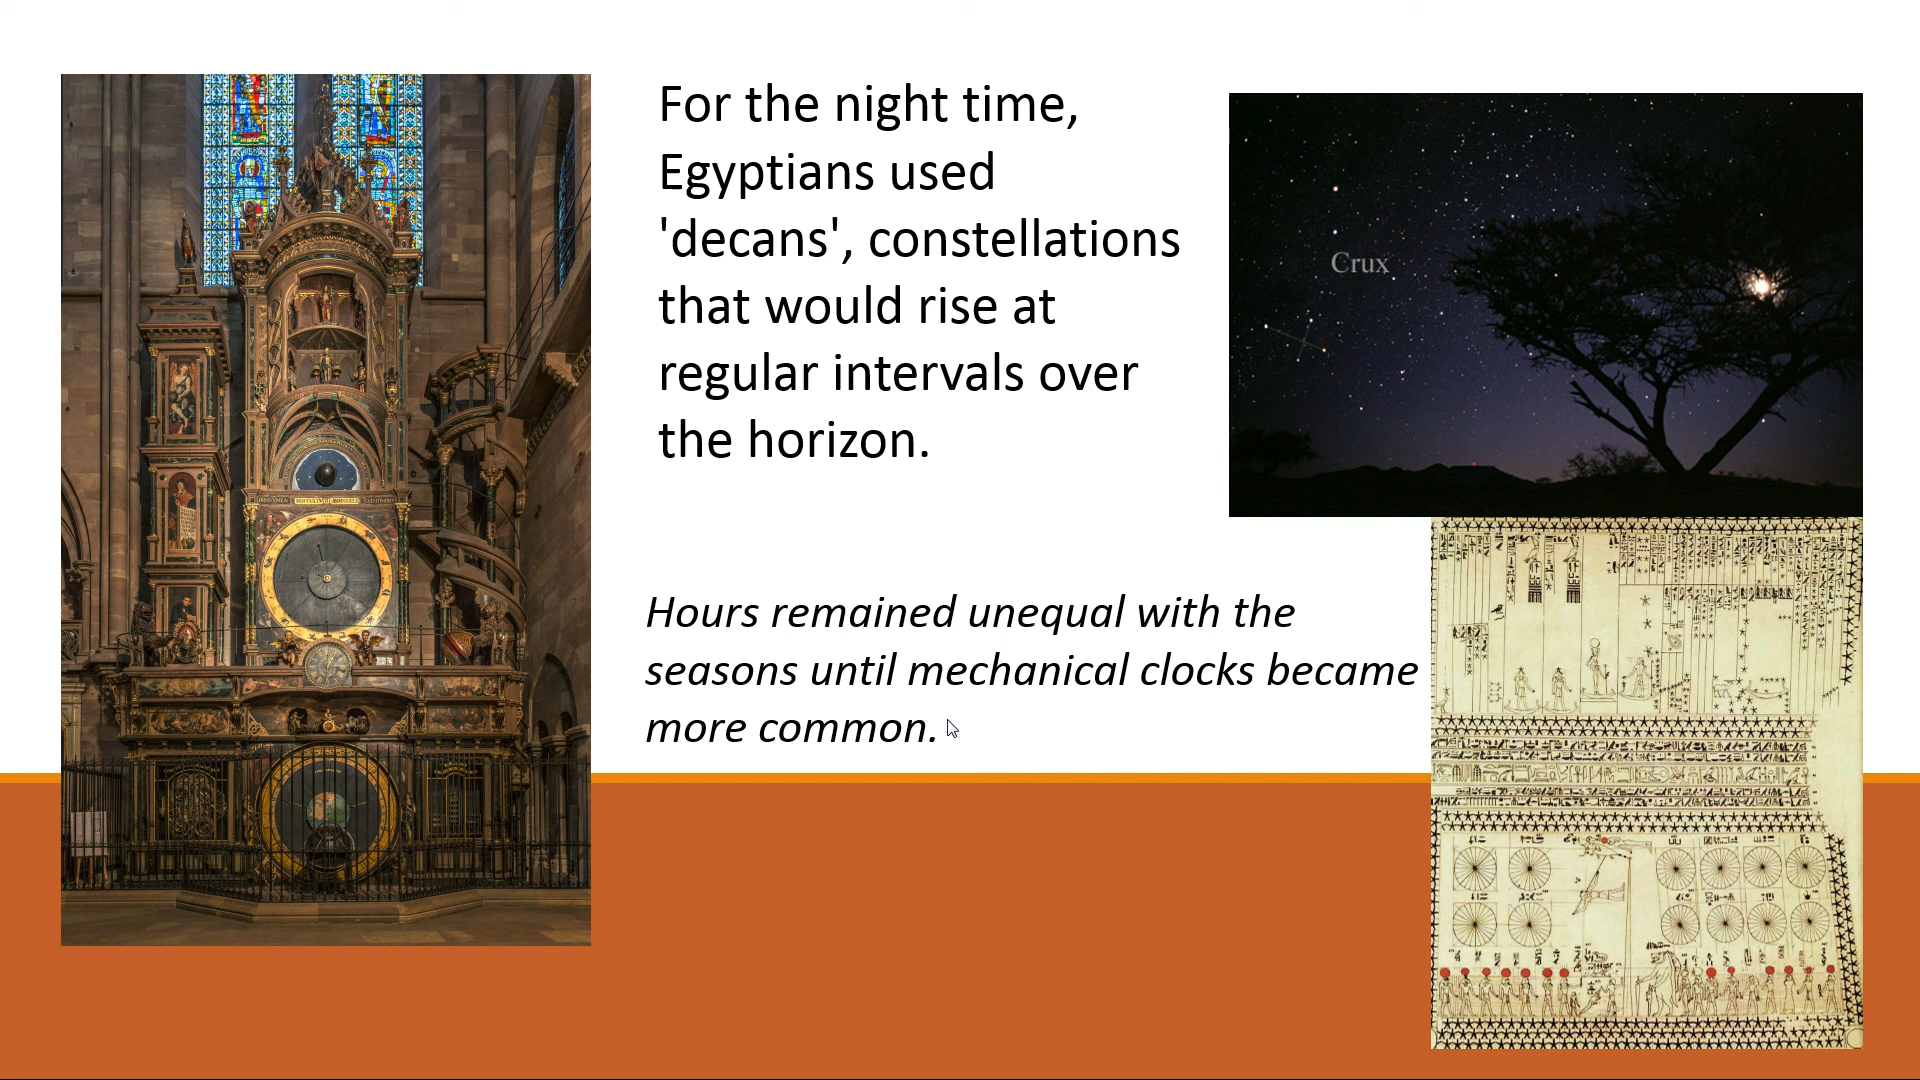 For the night time,
Egyptians used
'decans', constellations
that would rise at
regular intervals over
the horizon.
Crux
Hours remained unequal with the
seasons until mechanical clocks became
more common.